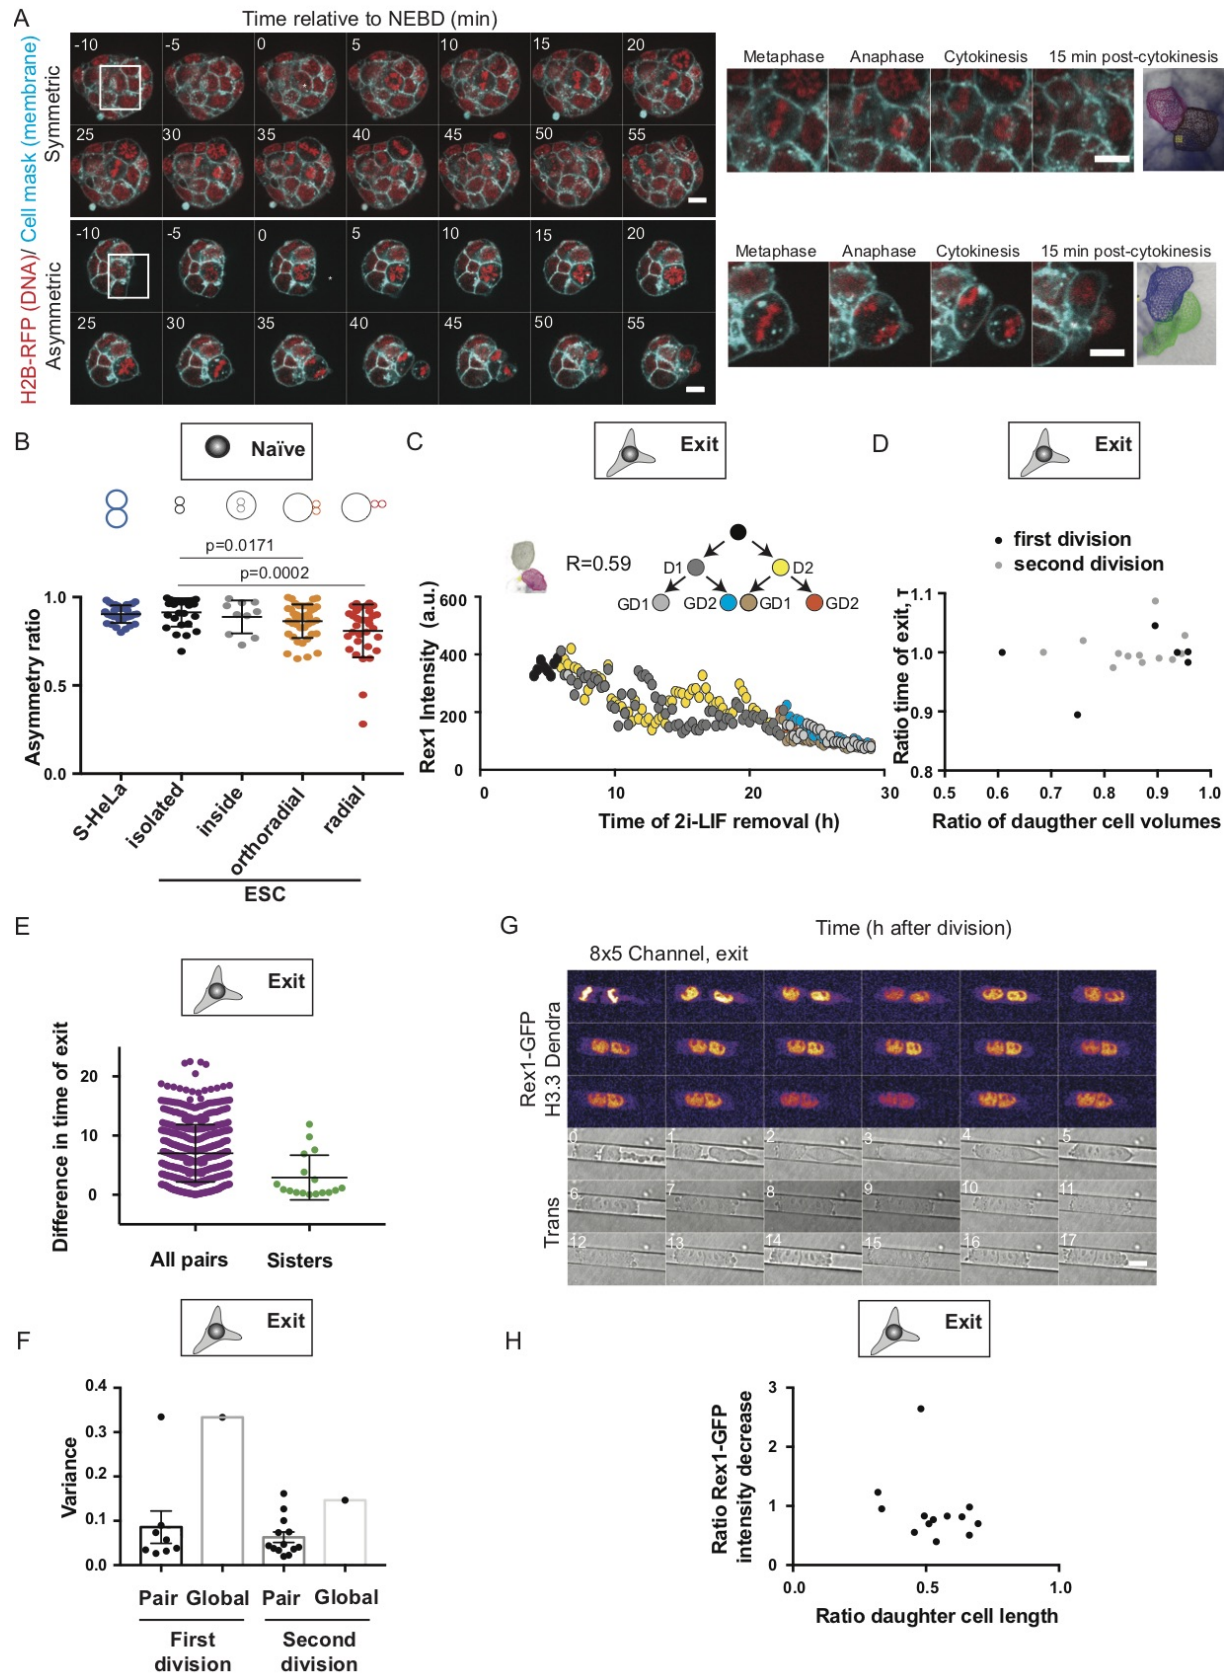 A
Time relative to NEBD (min)
H2B-RFP (DNA)/ Cell mask (membrane)
Symmetric
-10 -5 0 5 10 15 20
25 30 35 40 45 50 55
Asymmetric
-10 -5 0 5 10 15 20
25 30 35 40 45 50 55
Metaphase Anaphase Cytokinesis 15 min post-cytokinesis
Metaphase Anaphase Cytokinesis 15 min post-cytokinesis
B
Naïve
p=0.0171
p=0.0002
Asymmetry ratio
1.0
0.5
0.0
S-HeLa isolated inside orthoradial radial
ESC
C
Exit
R=0.59
D1 D2
GD1 GD2 GD1 GD2
Rex1 Intensity (a.u.)
600
400
200
0
0 10 20 30
Time of 2i-LIF removal (h)
D
Exit
first division
second division
Ratio time of exit, τ
1.1
1.0
0.9
0.8
0.5 0.6 0.7 0.8 0.9 1.0
Ratio of daugther cell volumes
E
Exit
Difference in time of exit
20
10
0
All pairs Sisters
F
Exit
Variance
0.4
0.3
0.2
0.1
0.0
Pair Global Pair Global
First division
Second division
G
Time (h after division)
8x5 Channel, exit
Rex1-GFP
H3.3 Dendra
Trans
0 1 2 3 4 5
6 7 8 9 10 11
12 13 14 15 16 17
H
Exit
Ratio Rex1-GFP
intensity decrease
3
2
1
0
0.0 0.5 1.0
Ratio daughter cell length